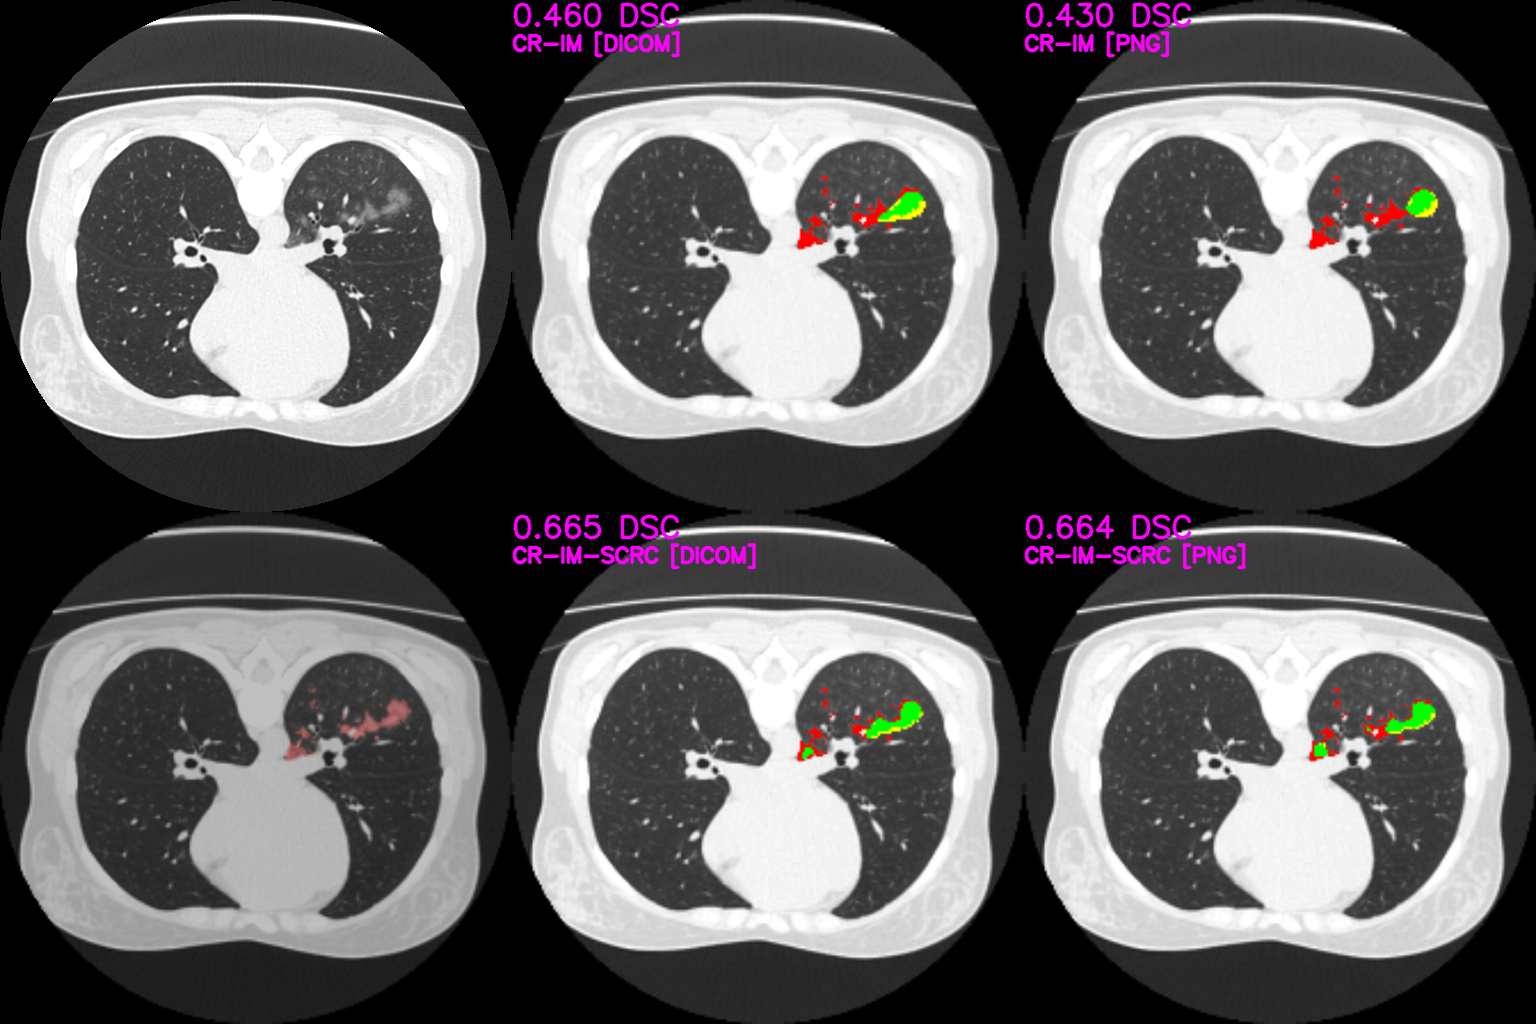 0.460 DSC
CR-IM [DICOM]
0.430 DSC
CR-IM [PNG]
0.665 DSC
CR-IM-SCRC [DICOM]
0.664 DSC
CR-IM-SCRC [PNG]